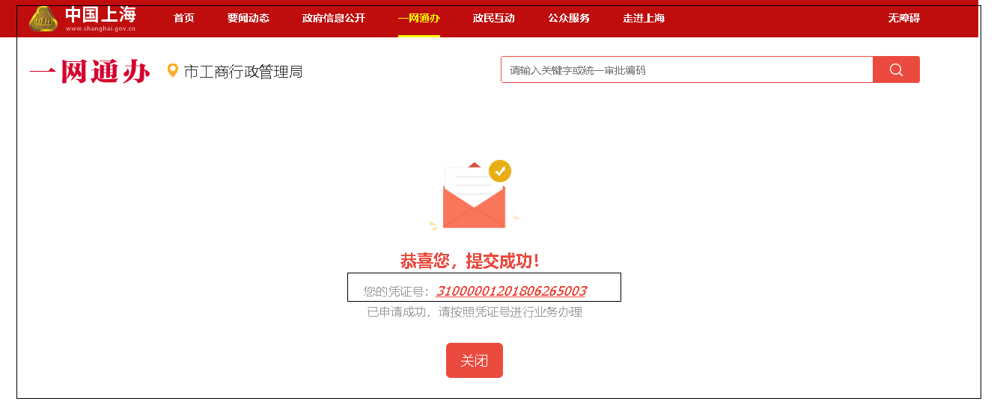 中国上海 首页 要闻动态 政府信息公开 一网通办 政民互动 公众服务 走进上海 无障碍
www.shanghai.gov.cn
一网通办 市工商行政管理局 请输入关键字或统一审批编码
恭喜您，提交成功！
您的凭证号：31000001201806265003
已申请成功，请按照凭证号进行业务办理
关闭